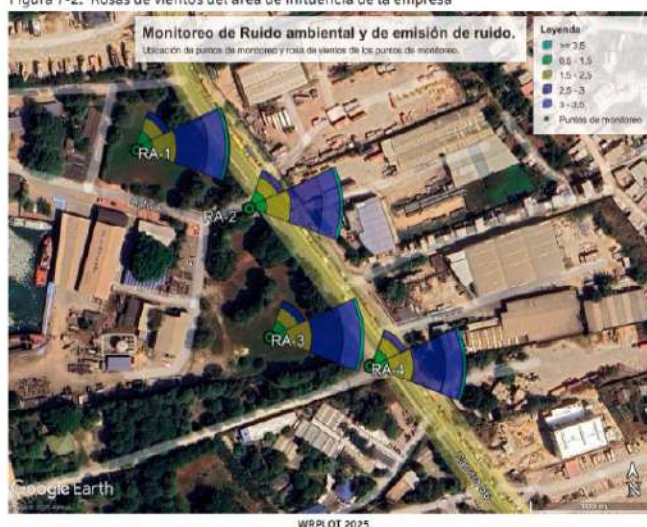 Figura 7-2. Rosas de vientos del área de influencia de la empresa
Monitoreo de Ruido ambiental y de emisión de ruido.
Ubicación de puntos de monitoreo y rosa de vientos de los puntos de monitoreo.
Leyenda
>= 3,5
0,5 - 1,5
1,5 - 2,5
2,5 - 3
3 - 3,5
Puntos de monitoreo
RA-1
RA-2
RA-3
RA-4
Google Earth
N
WRPLOT 2025